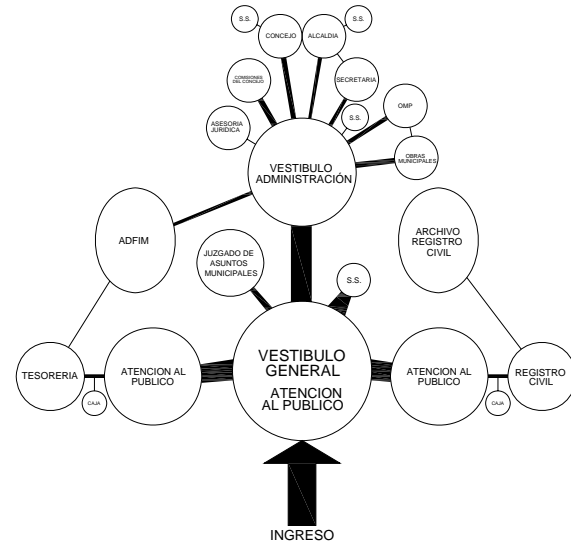 S.S.
S.S.
CONCEJO
ALCALDIA
COMISIONES
DEL CONCEJO
SECRETARIA
OMP
S.S.
ASESORIA
JURÍDICA
OBRAS
MUNICIPALES
VESTIBULO
ADMINISTRACIÓN
ADFIM
ARCHIVO
REGISTRO
CIVIL
JUZGADO DE
ASUNTOS
MUNICIPALES
S.S.
VESTIBULO
GENERAL
ATENCION
AL PUBLICO
TESORERIA
ATENCION AL
PUBLICO
ATENCION AL
PUBLICO
REGISTRO
CIVIL
CAJA
CAJA
INGRESO